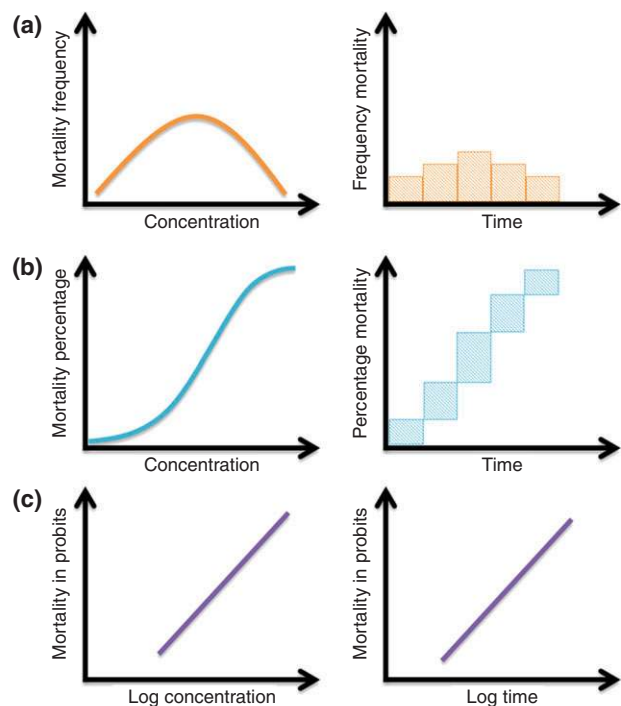 (a)
Mortality frequency
Concentration
Frequency mortality
Time
(b)
Mortality percentage
Concentration
Percentage mortality
Time
(c)
Mortality in probits
Log concentration
Mortality in probits
Log time